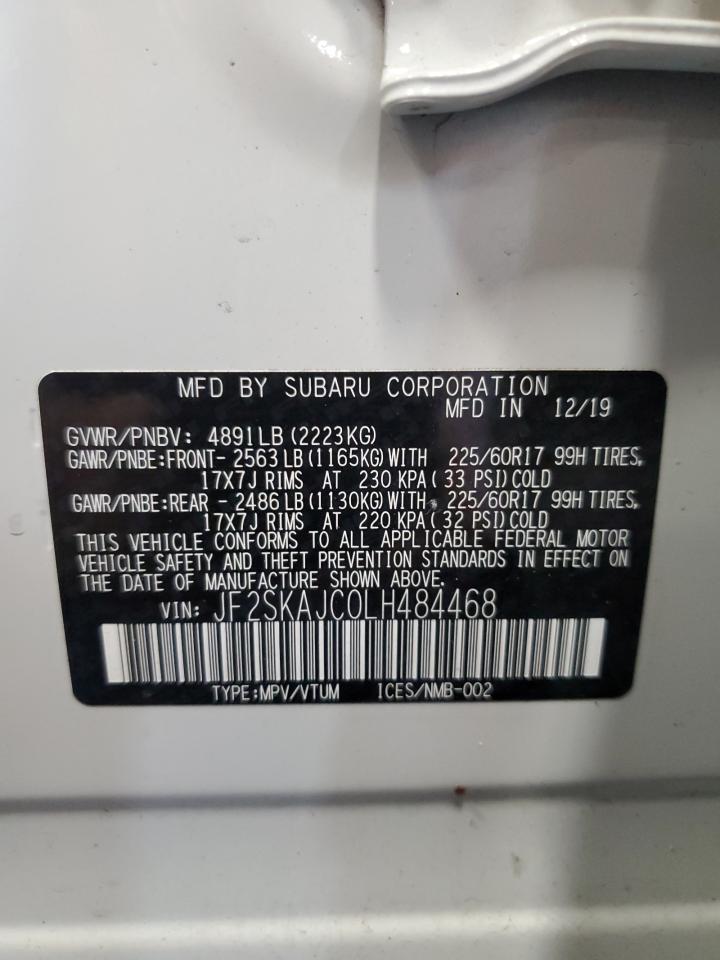 MFD BY SUBARU CORPORATION
MFD IN 12/19
GVWR/PNBV: 4891LB(2223KG)
GAWR/PNBE:FRONT- 2563LB(1165KG)WITH 225/60R17 99H TIRES,
17X7J RIMS AT 230 KPA( 33 PSI)COLD
GAWR/PNBE:REAR - 2486LB(1130KG)WITH 225/60R17 99H TIRES,
17X7J RIMS AT 220 KPA( 32 PSI)COLD
THIS VEHICLE CONFORMS TO ALL APPLICABLE FEDERAL MOTOR
VEHICLE SAFETY AND THEFT PREVENTION STANDARDS IN EFFECT ON
THE DATE OF MANUFACTURE SHOWN ABOVE.
VIN: JF2SKAJC0LH484468
TYPE:MPV/VTUM ICES/NMB-002